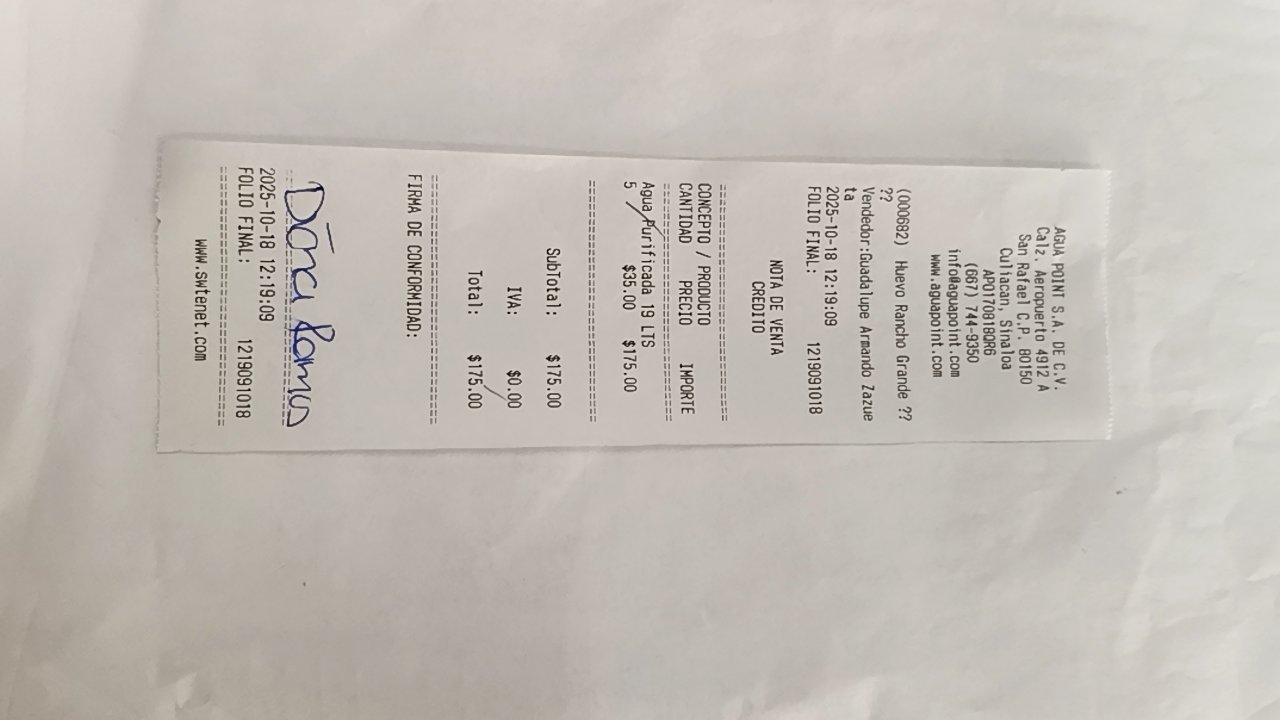 AGUA POINT S.A. DE C.V.
Calz. Aeropuerto 4912 A
San Rafael C.P. 80150
Culiacan, Sinaloa
APO170818QR6
(667) 744-9350
info@aguapoint.com
www.aguapoint.com
(000682) Huevo Rancho Grande ??
??
Vendedor:Guadalupe Armando Zazue
ta
2025-10-18 12:19:09
FOLIO FINAL: 1219091018
NOTA DE VENTA
CREDITO
==============================
CONCEPTO / PRODUCTO
CANTIDAD PRECIO IMPORTE
==============================
Agua Purificada 19 LTS
5 $35.00 $175.00
==============================
SubTotal: $175.00
IVA: $0.00
Total: $175.00
==============================
FIRMA DE CONFORMIDAD:
Ramos
==============================
2025-10-18 12:19:09
FOLIO FINAL: 1219091018
==============================
www.swtenet.com